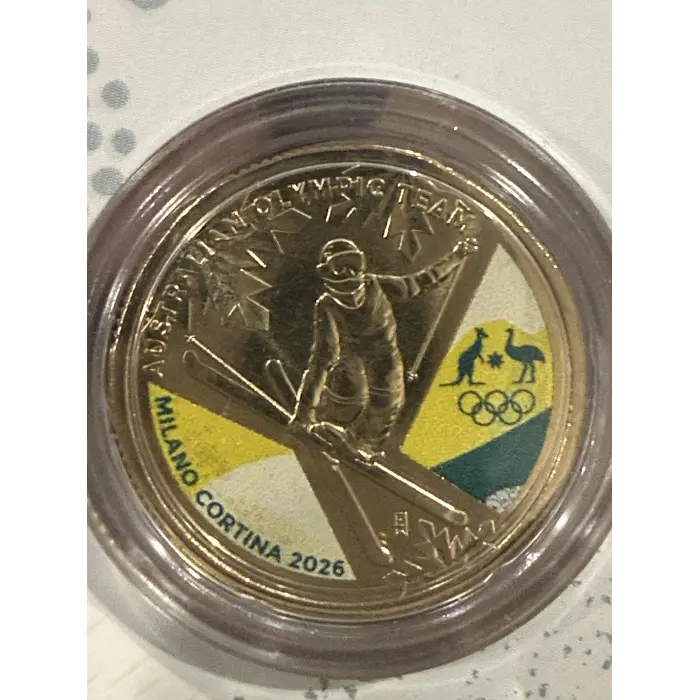 AUSTRALIAN OLYMPIC TEAM
MILANO CORTINA 2026